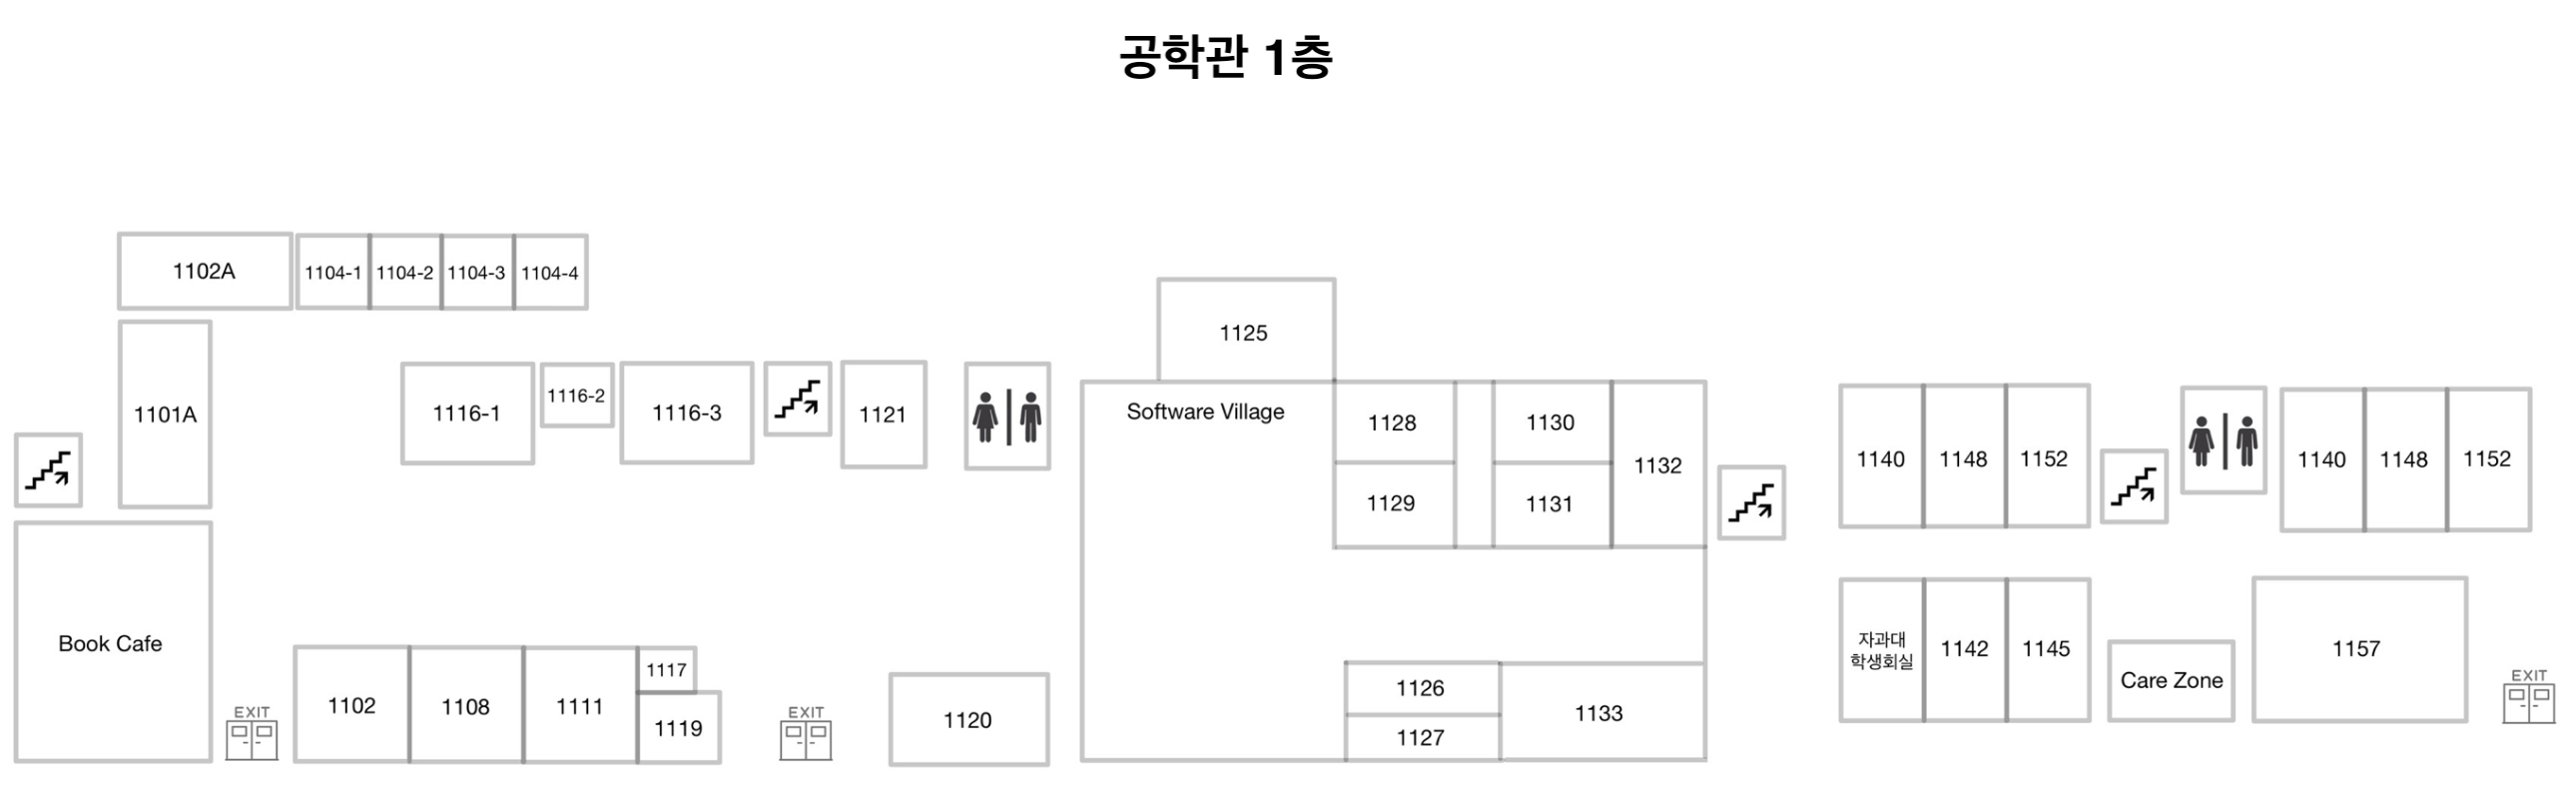 공학관 1층
1102A
1104-1
1104-2
1104-3
1104-4
1101A
1116-1
1116-2
1116-3
1121
1125
Software Village
1128
1129
1130
1131
1132
1140
1148
1152
1140
1148
1152
Book Cafe
EXIT
1102
1108
1111
1117
1119
EXIT
1120
1126
1127
1133
자과대
학생회실
1142
1145
Care Zone
1157
EXIT